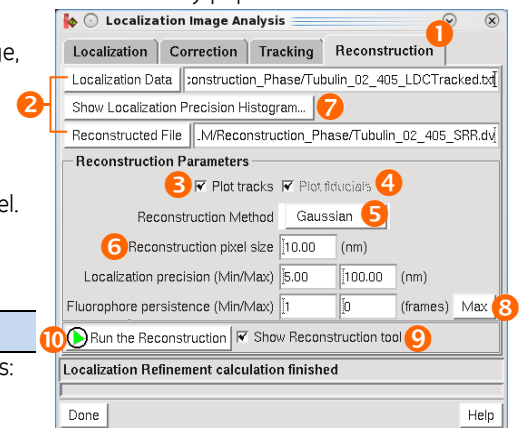 Localization Image Analysis
1
Localization Correction Tracking Reconstruction
ge,
Localization Data :onstruction_Phase/Tubulin_02_405_LDCTracked.txt
2
Show Localization Precision Histogram... 7
Reconstructed File .M/Reconstruction_Phase/Tubulin_02_405_SRR.dv
Reconstruction Parameters
3 Plot tracks Plot fiducials 4
el.
Reconstruction Method Gaussian 5
6 Reconstruction pixel size 10.00 (nm)
Localization precision (Min/Max) 5.00 100.00 (nm)
Fluorophore persistence (Min/Max) 1 0 (frames) Max 8
10 Run the Reconstruction Show Reconstruction tool 9
s:
Localization Refinement calculation finished
Done Help